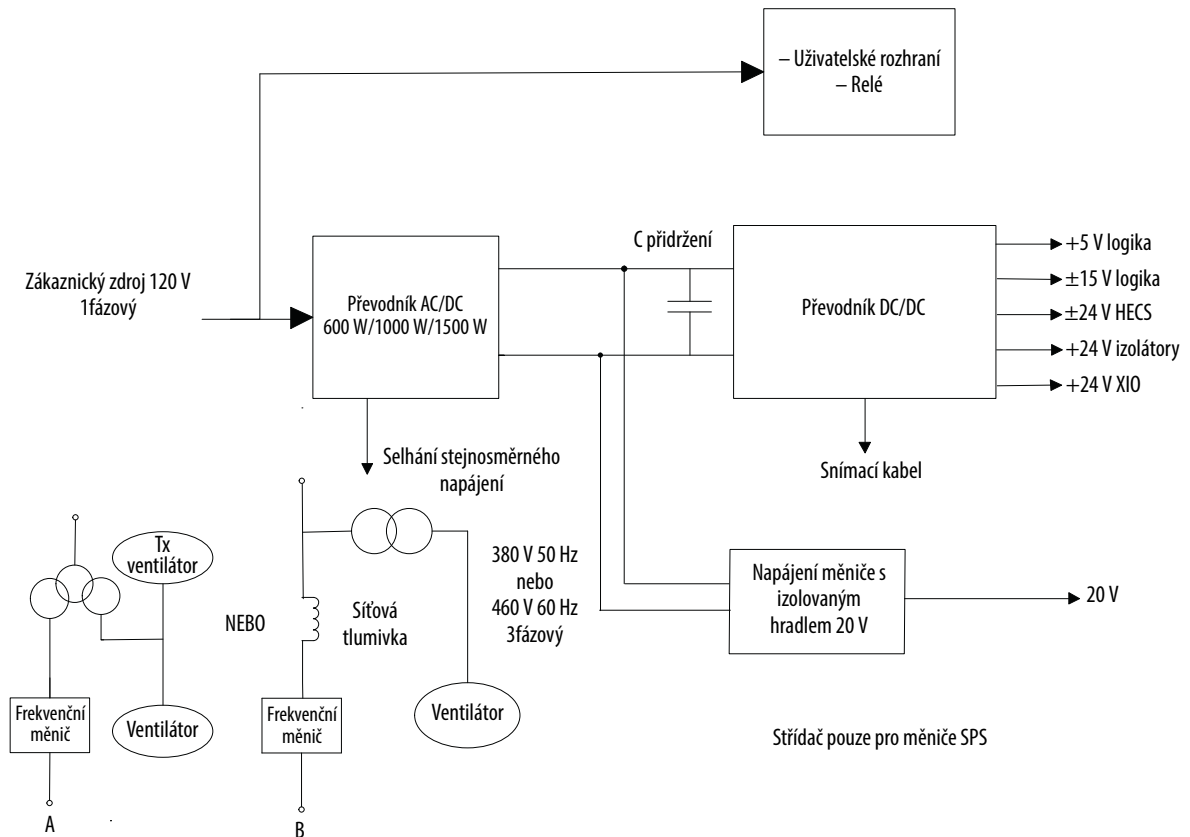 – Uživatelské rozhraní
– Relé
Zákaznický zdroj 120 V
1fázový
Převodník AC/DC
600 W/1000 W/1500 W
C přidržení
Převodník DC/DC
+5 V logika
±15 V logika
±24 V HECS
+24 V izolátory
+24 V XIO
Selhání stejnosměrného
napájení
Snímací kabel
Tx
ventilátor
380 V 50 Hz
nebo
460 V 60 Hz
3fázový
NEBO
Síťová
tlumivka
Napájení měniče s
izolovaným
hradlem 20 V
20 V
Frekvenční
měnič
Ventilátor
Frekvenční
měnič
Ventilátor
Střídač pouze pro měniče SPS
A
B